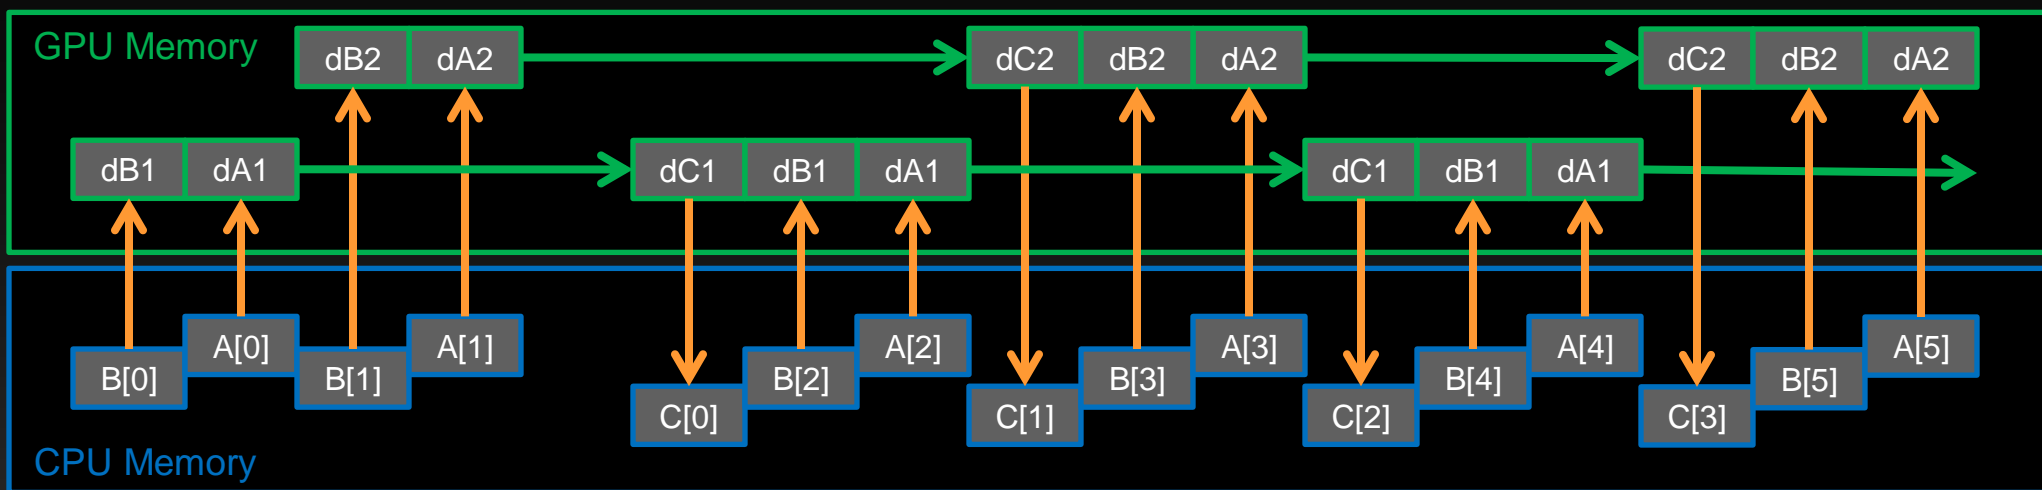 GPU Memory
dB2 dA2 dC2 dB2 dA2 dC2 dB2 dA2
dB1 dA1 dC1 dB1 dA1 dC1 dB1 dA1
B[0] A[0] B[1] A[1] C[0] B[2] A[2] C[1] B[3] A[3] C[2] B[4] A[4] C[3] B[5] A[5]
CPU Memory